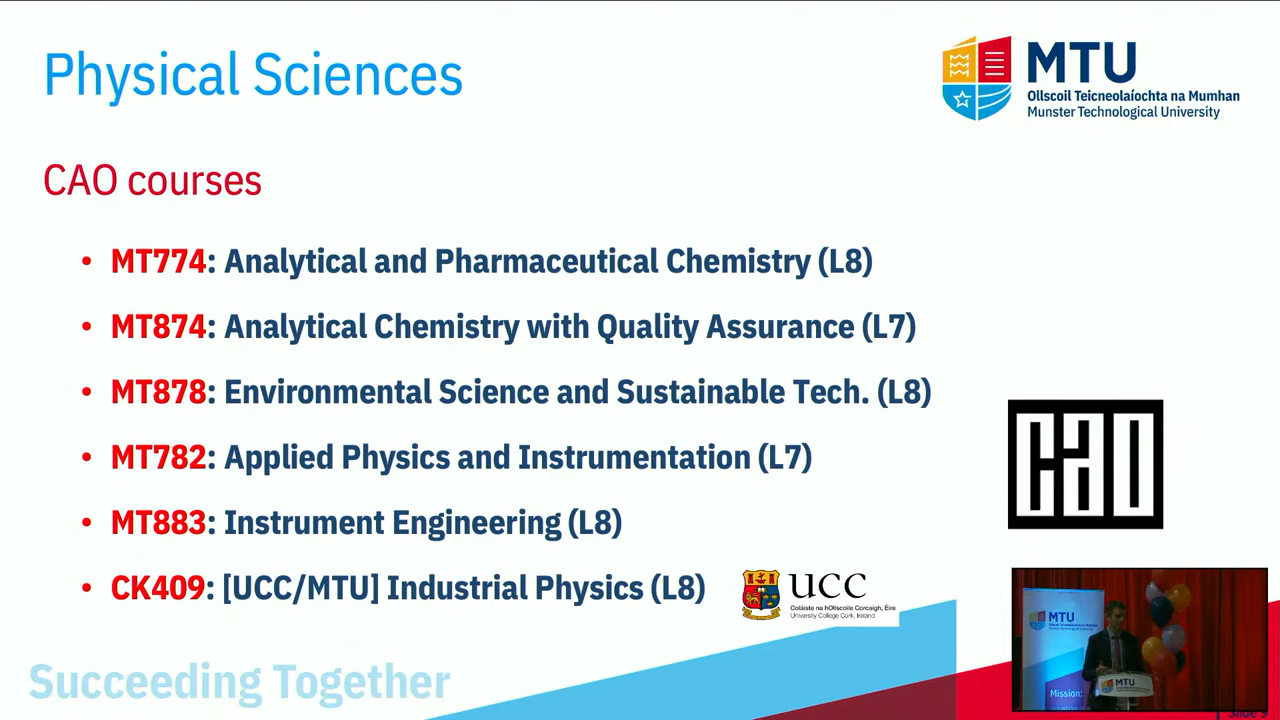 Physical Sciences
MTU
Ollscoil Teicneolaíochta na Mumhan
Munster Technological University
CAO courses
• MT774: Analytical and Pharmaceutical Chemistry (L8)
• MT874: Analytical Chemistry with Quality Assurance (L7)
• MT878: Environmental Science and Sustainable Tech. (L8)
• MT782: Applied Physics and Instrumentation (L7)
• MT883: Instrument Engineering (L8)
• CK409: [UCC/MTU] Industrial Physics (L8)
UCC
Coláiste na hOllscoile Corcaigh, Éire
University College Cork, Ireland
CAO
MTU
Mission:
MTU
Succeeding Together